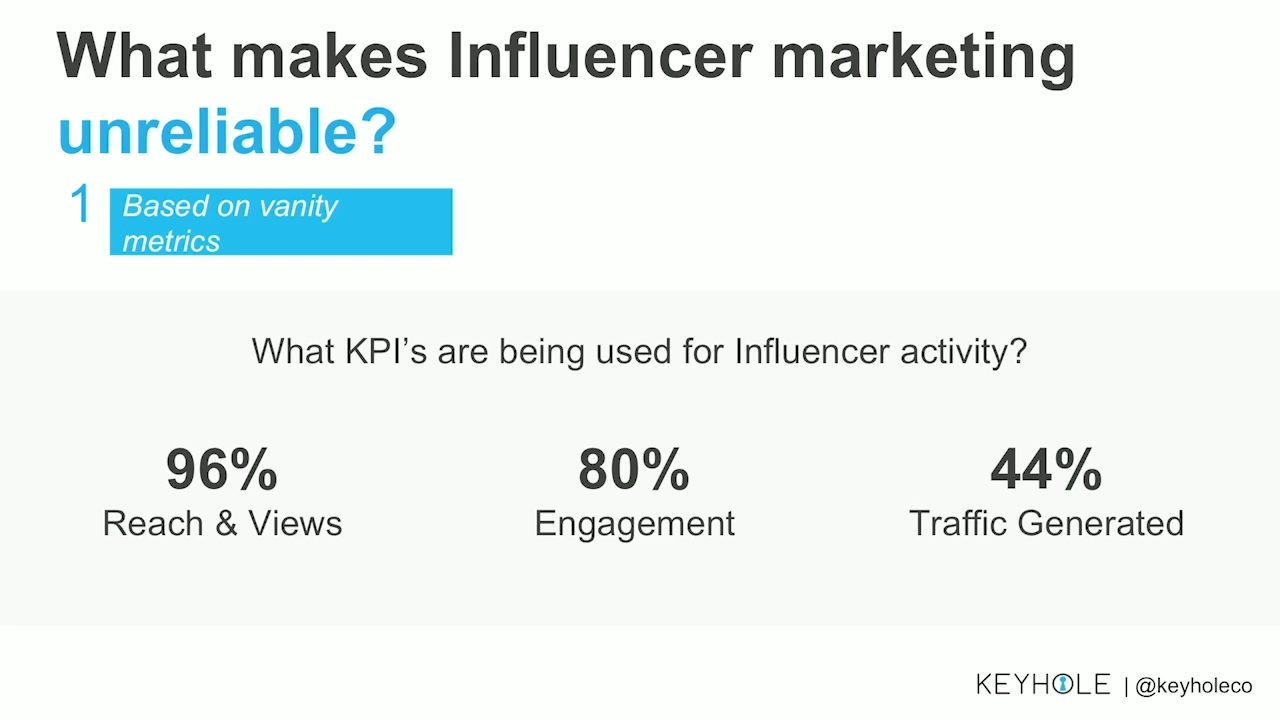 What makes Influencer marketing
unreliable?
1
Based on vanity
metrics
What KPI’s are being used for Influencer activity?
96%
80%
44%
Reach & Views
Engagement
Traffic Generated
KEYHOLE | @keyholeco